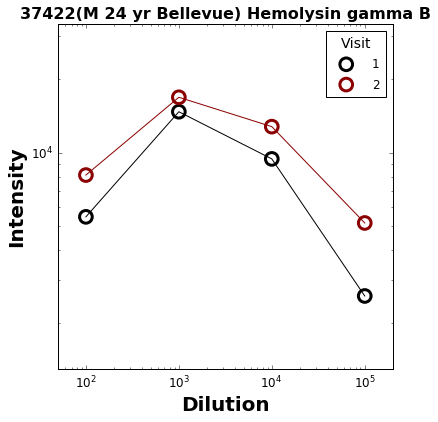 37422(M 24 yr Bellevue) Hemolysin gamma B
Visit
1
2
Intensity
10^4
10^2 10^3 10^4 10^5
Dilution